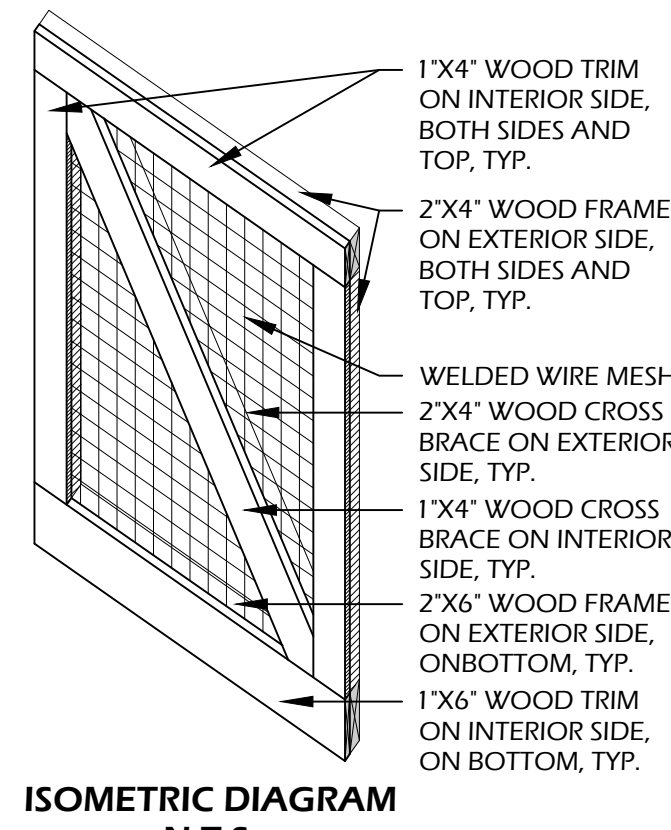 1"X4" WOOD TRIM
ON INTERIOR SIDE,
BOTH SIDES AND
TOP, TYP.
2"X4" WOOD FRAME
ON EXTERIOR SIDE,
BOTH SIDES AND
TOP, TYP.
WELDED WIRE MESH
2"X4" WOOD CROSS
BRACE ON EXTERIOR
SIDE, TYP.
1"X4" WOOD CROSS
BRACE ON INTERIOR
SIDE, TYP.
2"X6" WOOD FRAME
ON EXTERIOR SIDE,
ONBOTTOM, TYP.
1"X6" WOOD TRIM
ON INTERIOR SIDE,
ON BOTTOM, TYP.
ISOMETRIC DIAGRAM